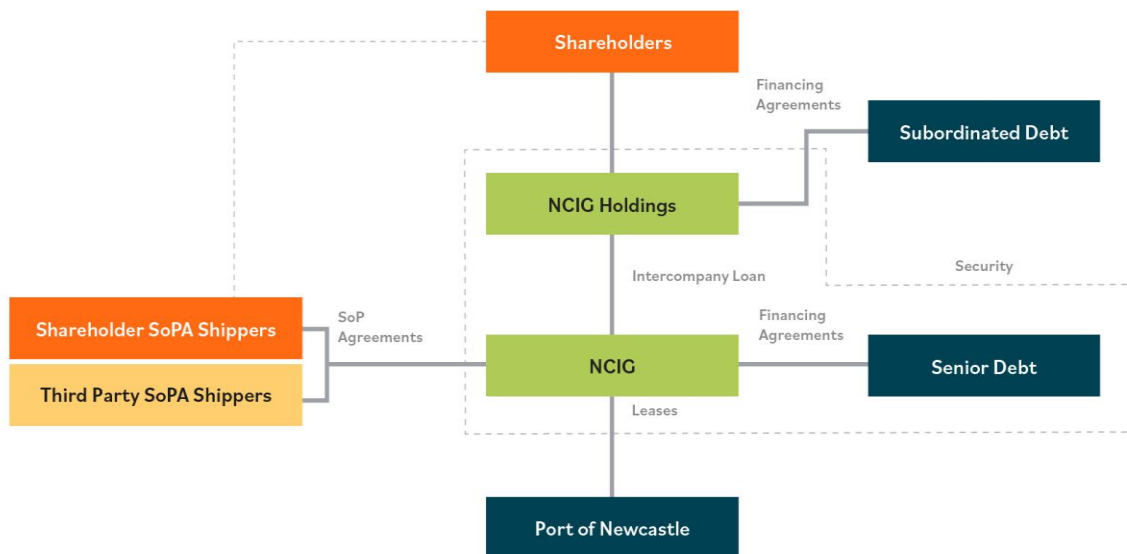 Shareholders
Financing
Agreements
Subordinated Debt
NCIG Holdings
Intercompany Loan
Security
Shareholder SoPA Shippers
SoP
Agreements
Third Party SoPA Shippers
NCIG
Financing
Agreements
Senior Debt
Leases
Port of Newcastle